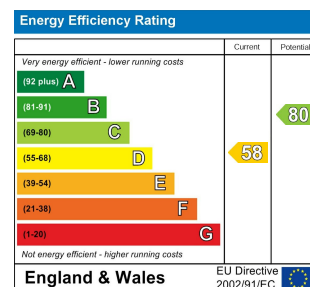 Energy Efficiency Rating
Current Potential
Very energy efficient - lower running costs
(92 plus) A
(81-91) B
80
(69-80) C
(55-68) D
58
(39-54) E
(21-38) F
(1-20) G
Not energy efficient - higher running costs
England & Wales
EU Directive
2002/91/EC